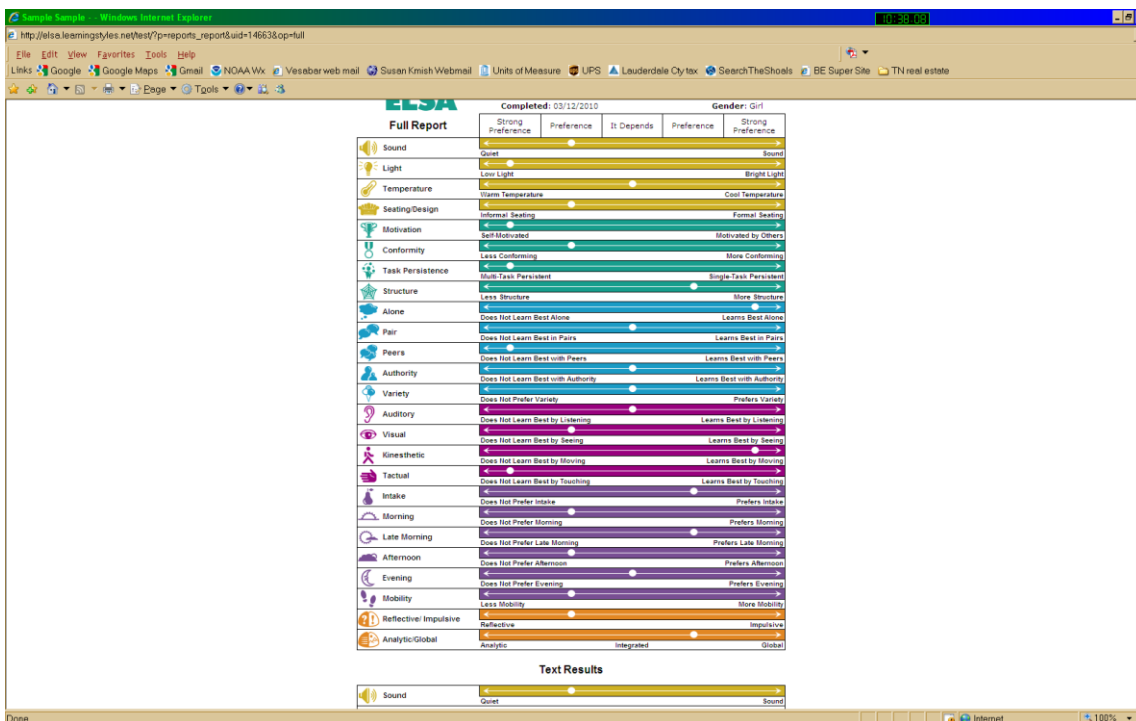 Sample Sample - - Windows Internet Explorer
10:38.08
http://elsa.learningstyles.net/test/?p=reports_report&uid=14663&op=full
File Edit View Favorites Tools Help
Links Google Google Maps Gmail NOAA Wx Vesabar web mail Susan Kmish Webmail Units of Measure UPS Lauderdale Cty tax SearchTheShoals BE Super Site TN real estate
Page Tools
ELSA
Completed: 03/12/2010 Gender: Girl
Full Report Strong Preference Preference It Depends Preference Strong Preference
Sound
Quiet Sound
Light
Low Light Bright Light
Temperature
Warm Temperature Cool Temperature
Seating/Design
Informal Seating Formal Seating
Motivation
Self-Motivated Motivated by Others
Conformity
Less Conforming More Conforming
Task Persistence
Multi-Task Persistent Single-Task Persistent
Structure
Less Structure More Structure
Alone
Does Not Learn Best Alone Learns Best Alone
Pair
Does Not Learn Best in Pairs Learns Best in Pairs
Peers
Does Not Learn Best with Peers Learns Best with Peers
Authority
Does Not Learn Best with Authority Learns Best with Authority
Variety
Does Not Prefer Variety Prefers Variety
Auditory
Does Not Learn Best by Listening Learns Best by Listening
Visual
Does Not Learn Best by Seeing Learns Best by Seeing
Kinesthetic
Does Not Learn Best by Moving Learns Best by Moving
Tactual
Does Not Learn Best by Touching Learns Best by Touching
Intake
Does Not Prefer Intake Prefers Intake
Morning
Does Not Prefer Morning Prefers Morning
Late Morning
Does Not Prefer Late Morning Prefers Late Morning
Afternoon
Does Not Prefer Afternoon Prefers Afternoon
Evening
Does Not Prefer Evening Prefers Evening
Mobility
Less Mobility More Mobility
Reflective/ Impulsive
Reflective Impulsive
Analytic/Global
Analytic Integrated Global
Text Results
Sound
Quiet Sound
Done Internet 100%